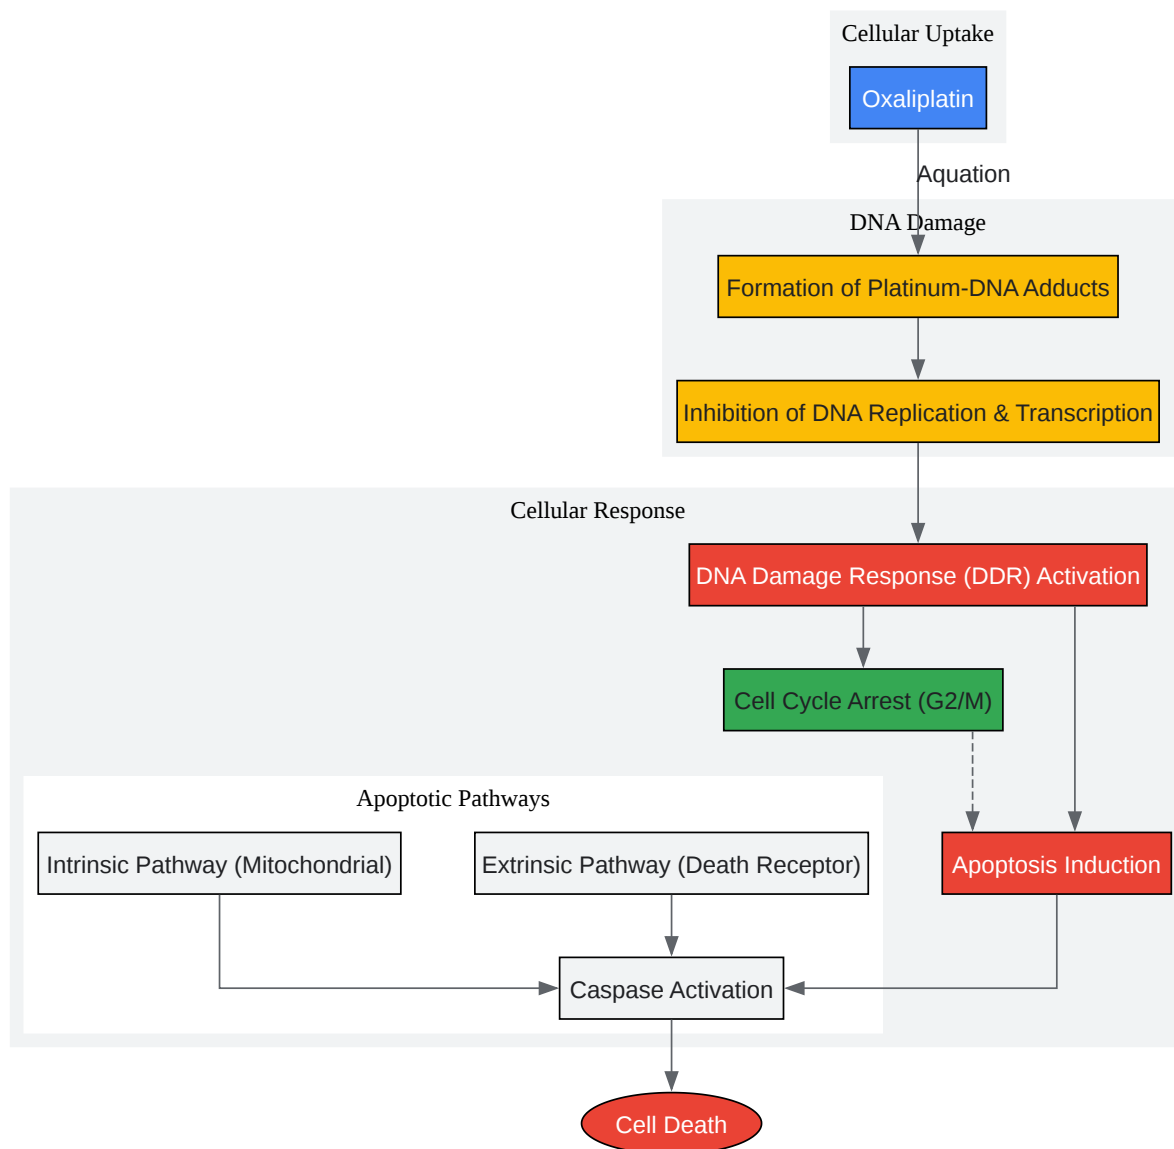 Cellular Uptake
Oxaliplatin
Aquation
DNA Damage
Formation of Platinum-DNA Adducts
Inhibition of DNA Replication & Transcription
Cellular Response
DNA Damage Response (DDR) Activation
Cell Cycle Arrest (G2/M)
Apoptotic Pathways
Intrinsic Pathway (Mitochondrial)
Extrinsic Pathway (Death Receptor)
Apoptosis Induction
Caspase Activation
Cell Death